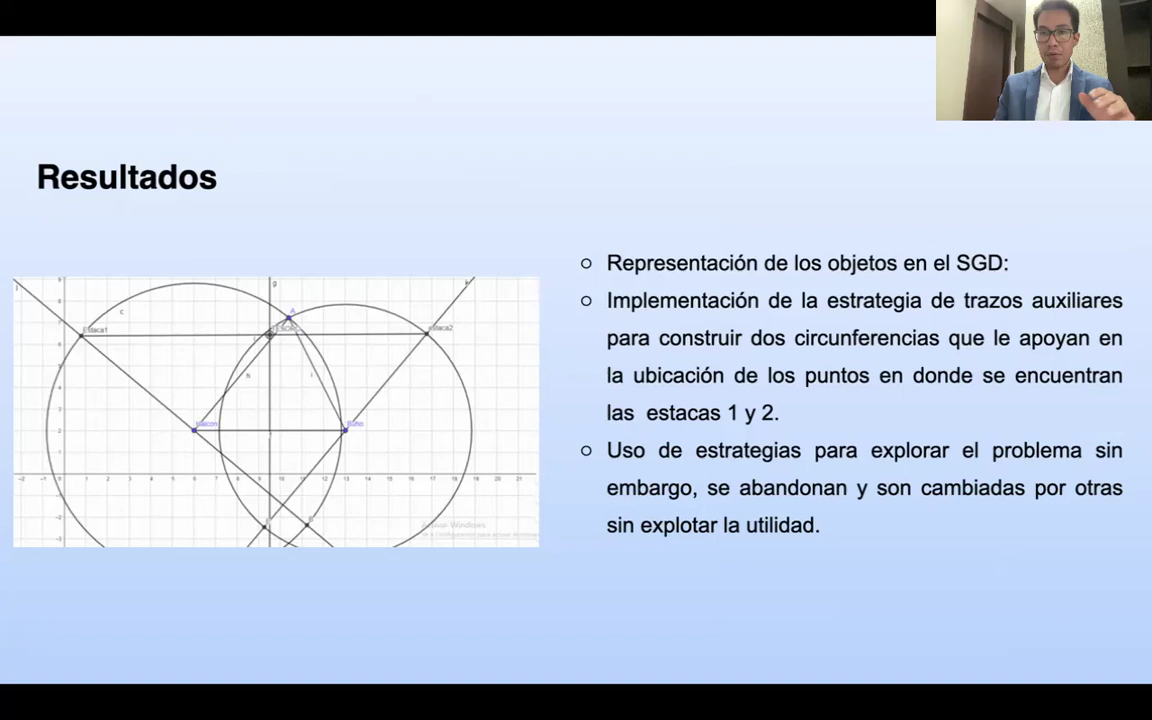 Resultados
Representación de los objetos en el SGD:
Implementación de la estrategia de trazos auxiliares
para construir dos circunferencias que le apoyan en
la ubicación de los puntos en donde se encuentran
las estacas 1 y 2.
Uso de estrategias para explorar el problema sin
embargo, se abandonan y son cambiadas por otras
sin explotar la utilidad.
g
c
A
Estaca1
estaca2
Activar Windows